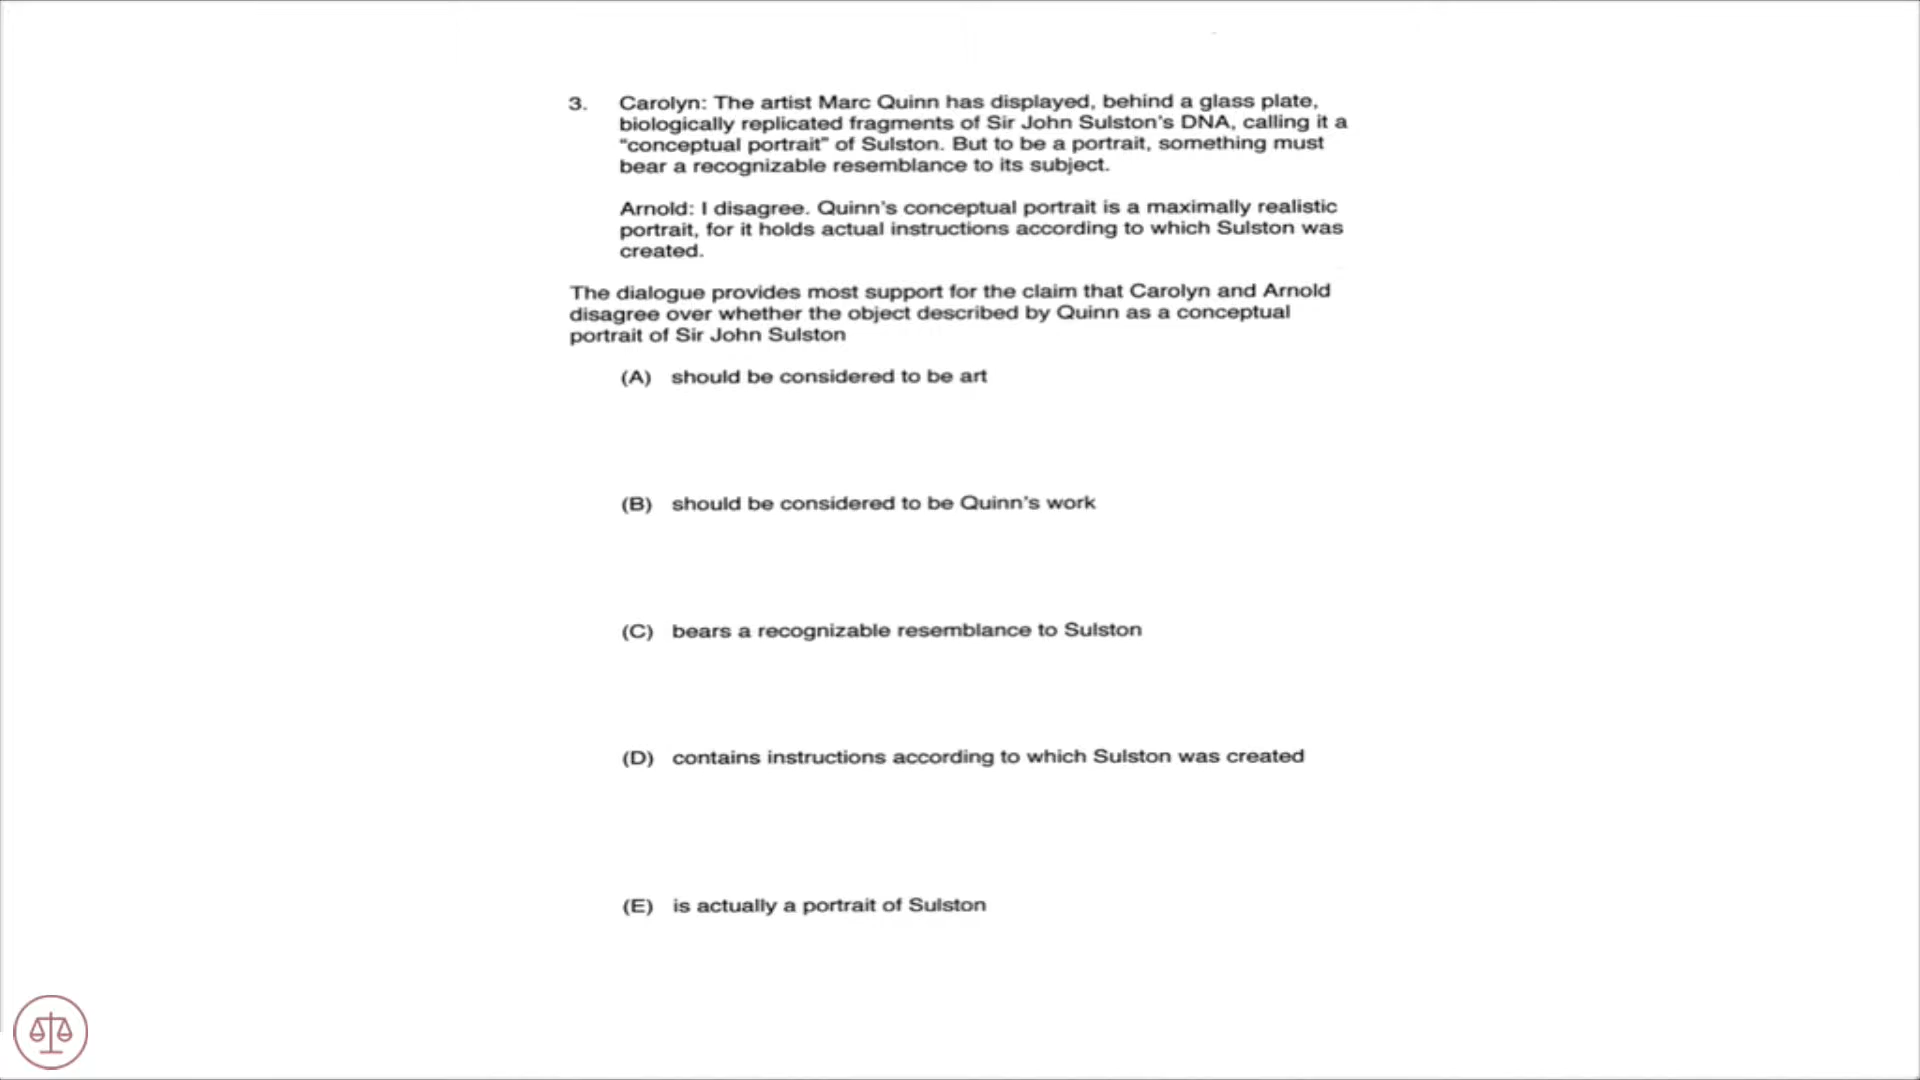 3. Carolyn: The artist Marc Quinn has displayed, behind a glass plate,
biologically replicated fragments of Sir John Sulston's DNA, calling it a
"conceptual portrait" of Sulston. But to be a portrait, something must
bear a recognizable resemblance to its subject.
Arnold: I disagree. Quinn's conceptual portrait is a maximally realistic
portrait, for it holds actual instructions according to which Sulston was
created.
The dialogue provides most support for the claim that Carolyn and Arnold
disagree over whether the object described by Quinn as a conceptual
portrait of Sir John Sulston
(A) should be considered to be art
(B) should be considered to be Quinn's work
(C) bears a recognizable resemblance to Sulston
(D) contains instructions according to which Sulston was created
(E) is actually a portrait of Sulston